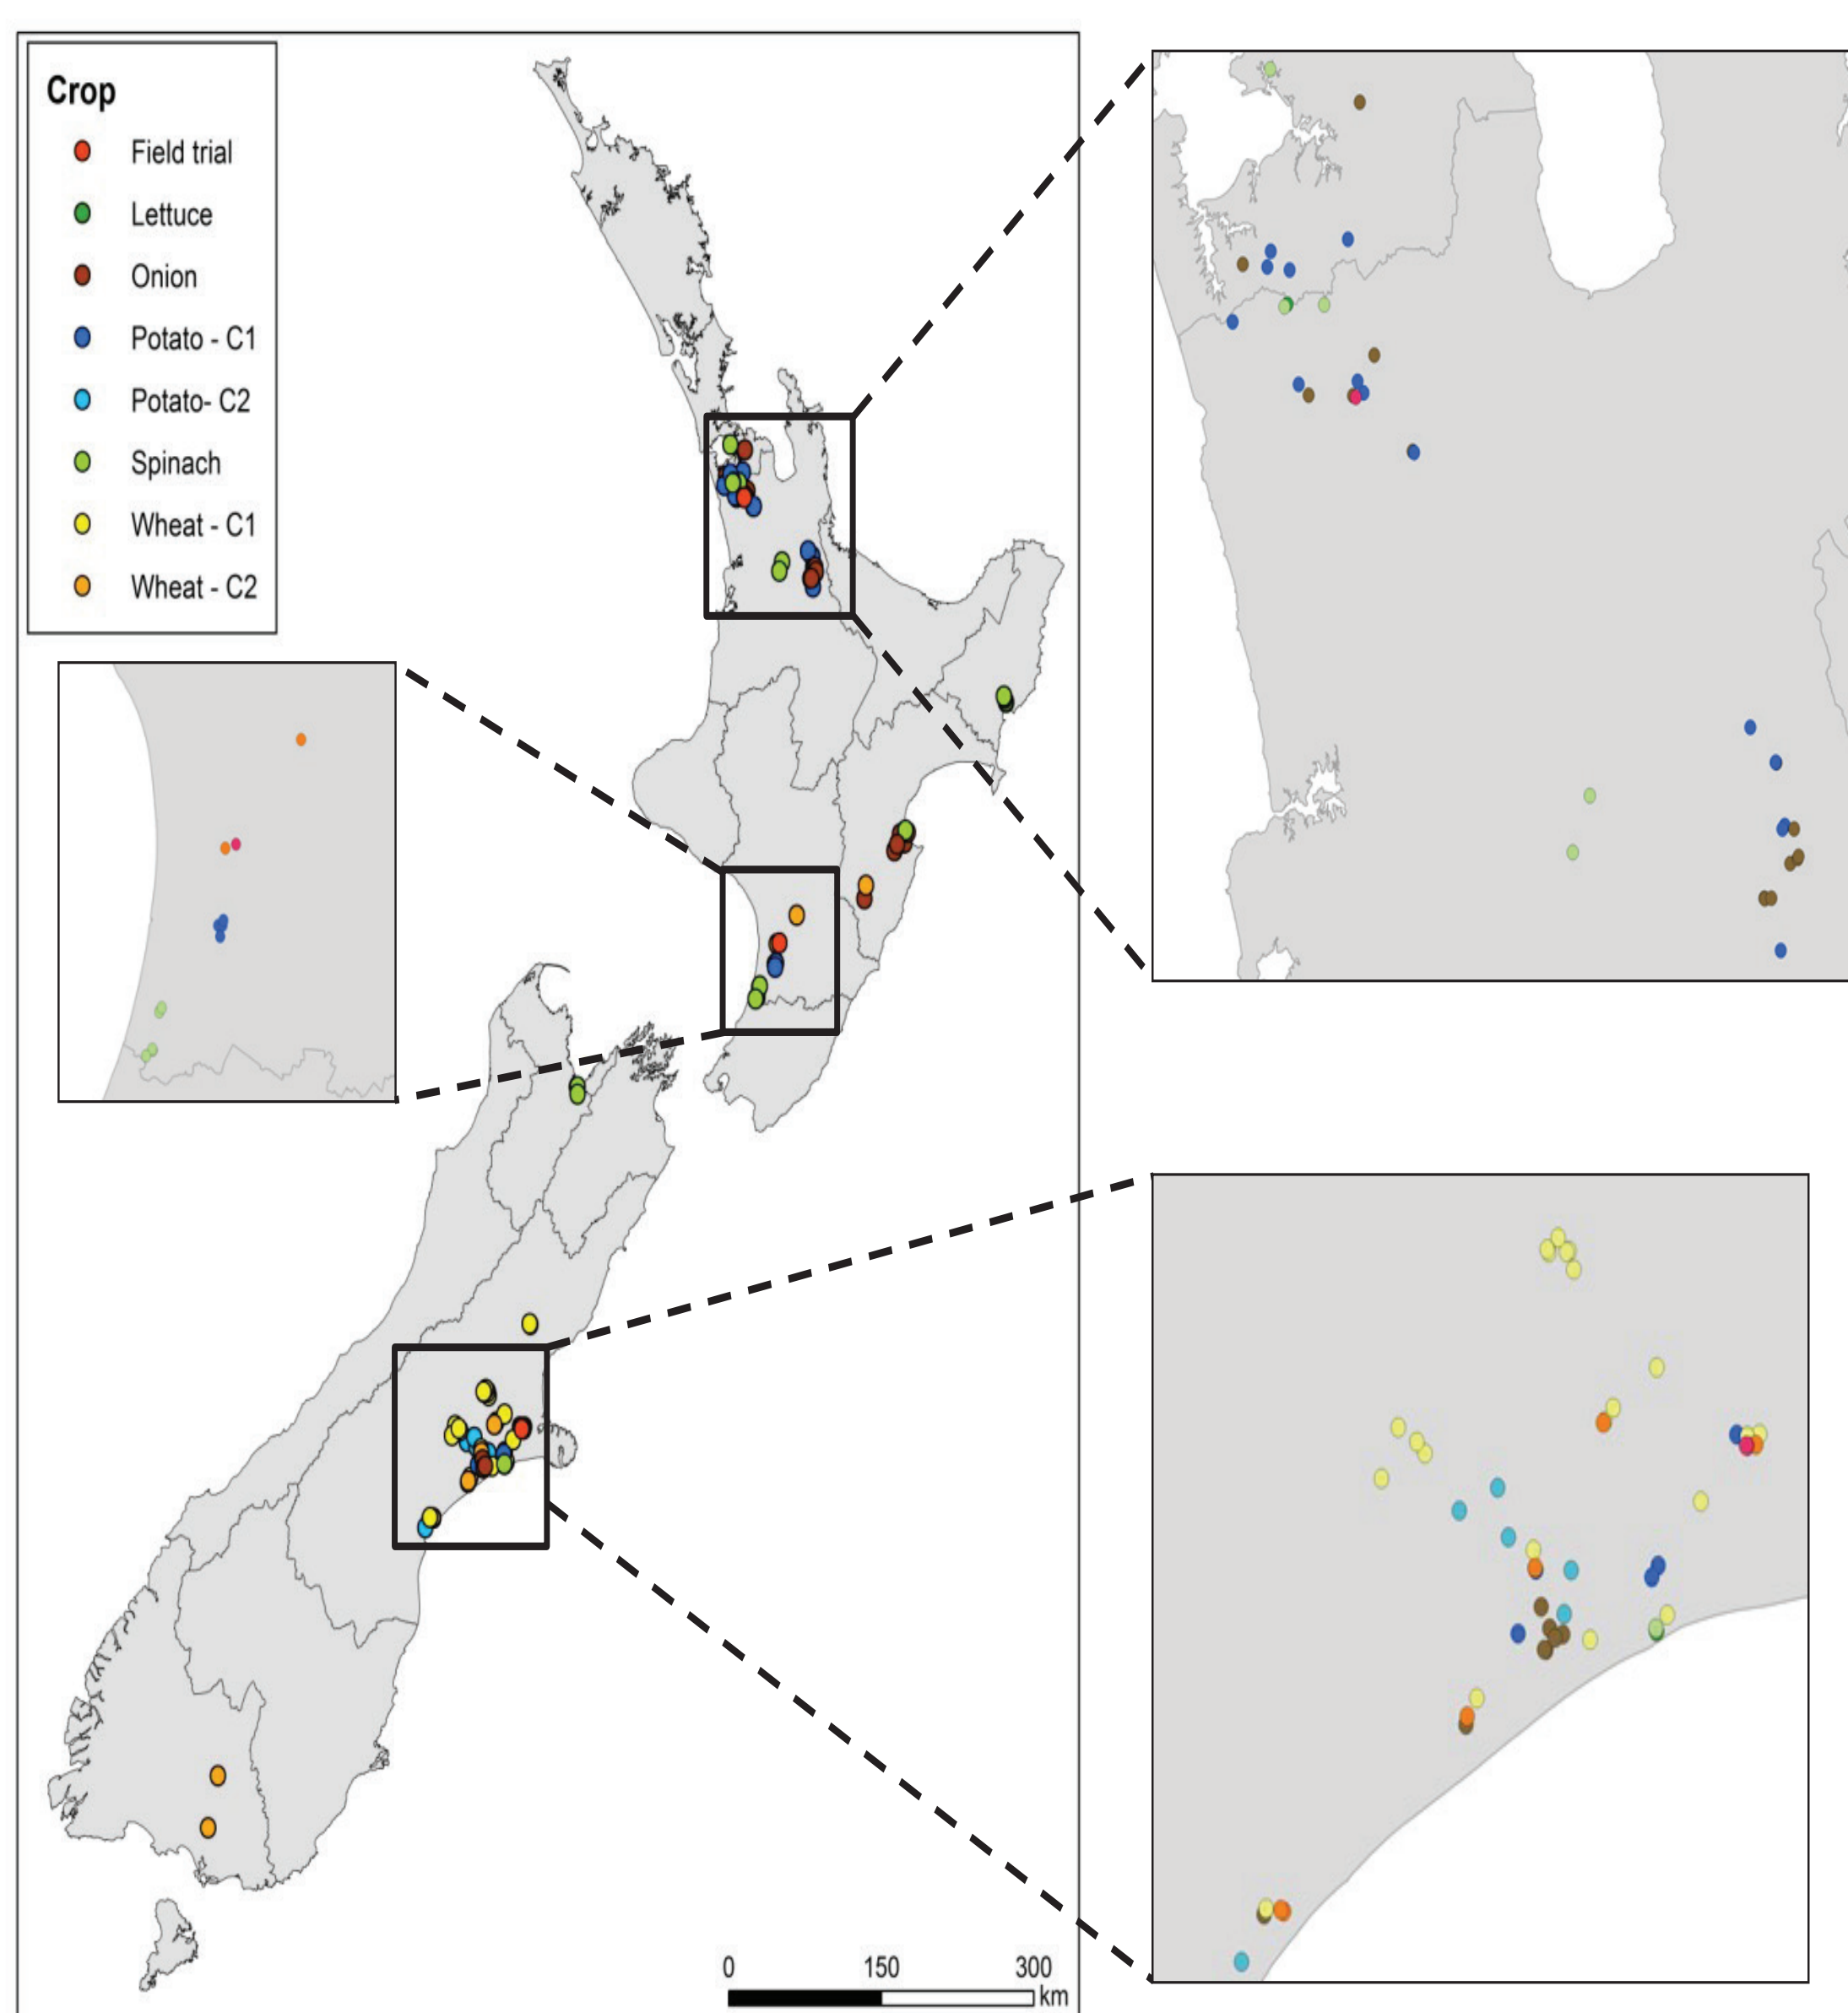 Crop
Field trial
Lettuce
Onion
Potato - C1
Potato- C2
Spinach
Wheat - C1
Wheat - C2
0 150 300
km